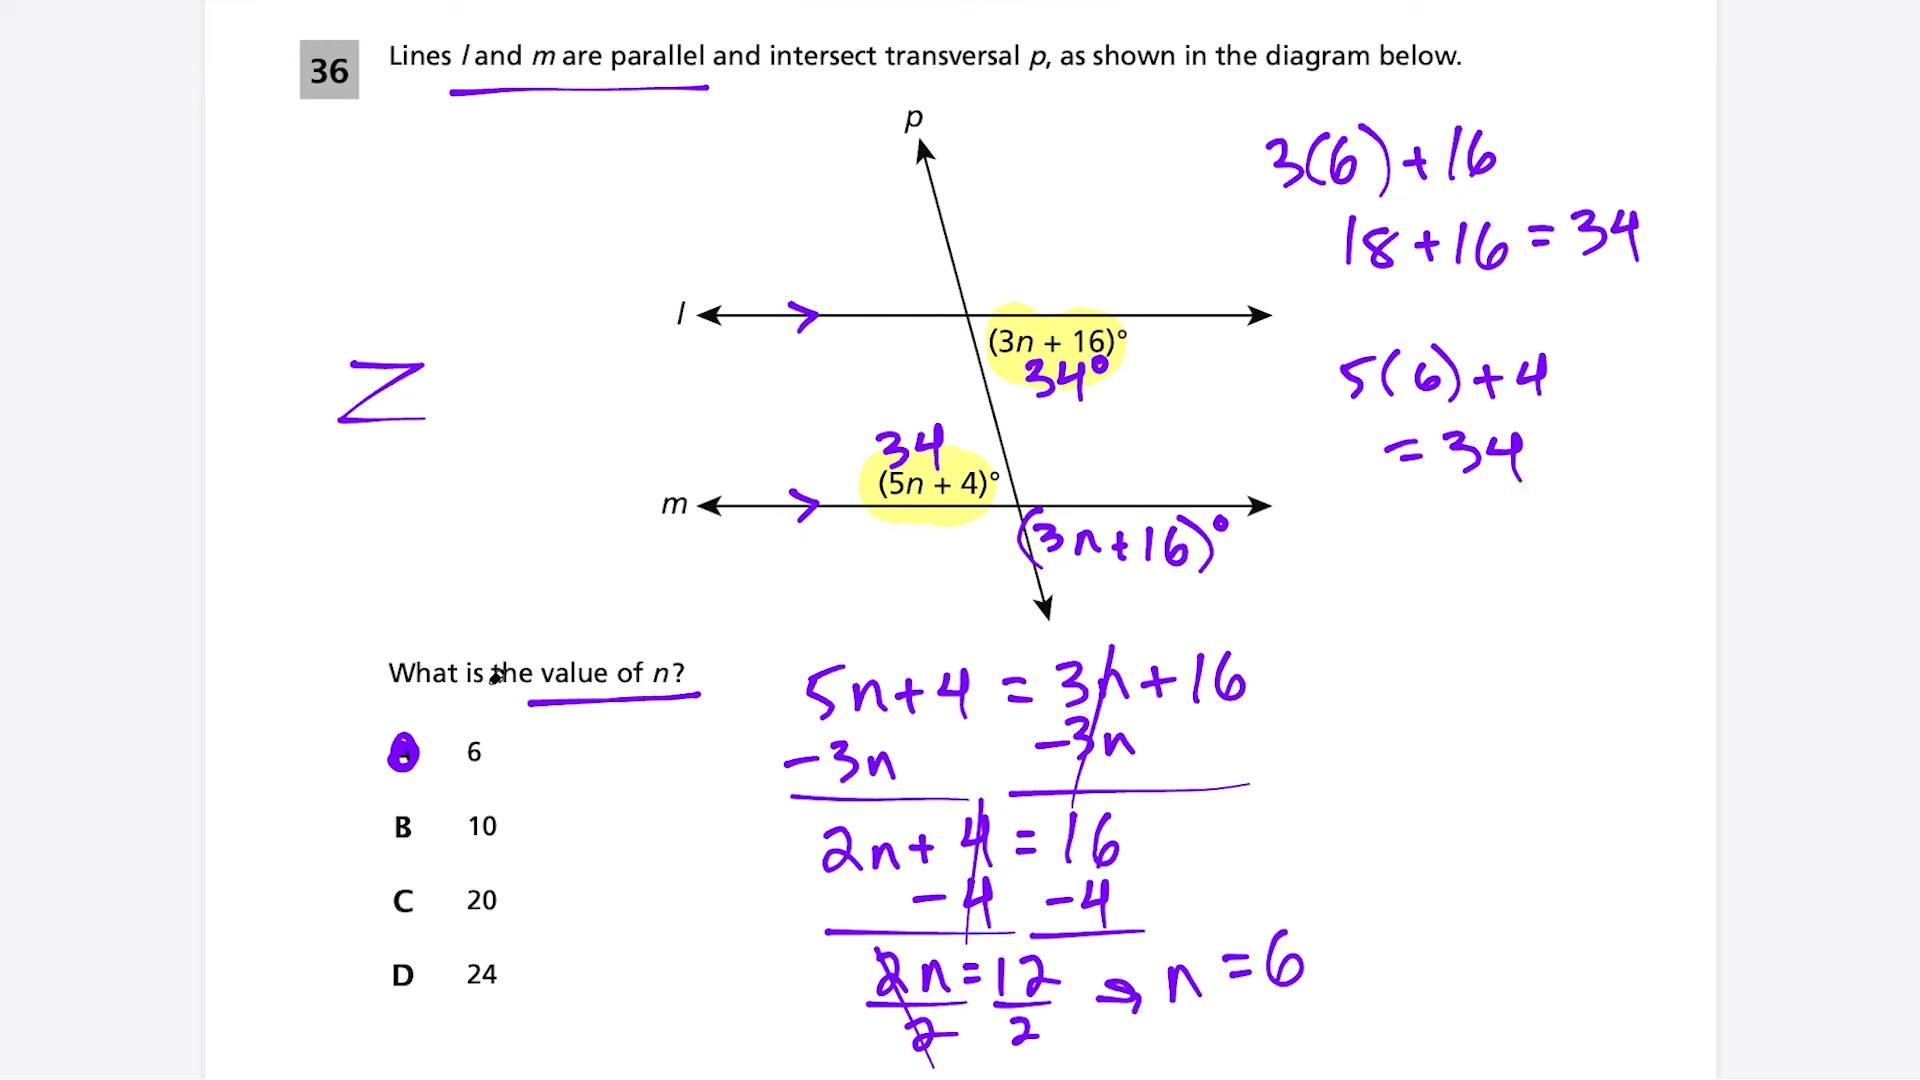 36 Lines l and m are parallel and intersect transversal p, as shown in the diagram below.
p
3(6)+16
18+16=34
l
(3n + 16)°
34°
Z
5(6)+4
=34
34
(5n + 4)°
m
(3n+16)°
What is the value of n?
5n+4=3n+16
-3n -3n
6
2n+4=16
B 10
-4 -4
C 20
2n=12 → n=6
2 2
D 24